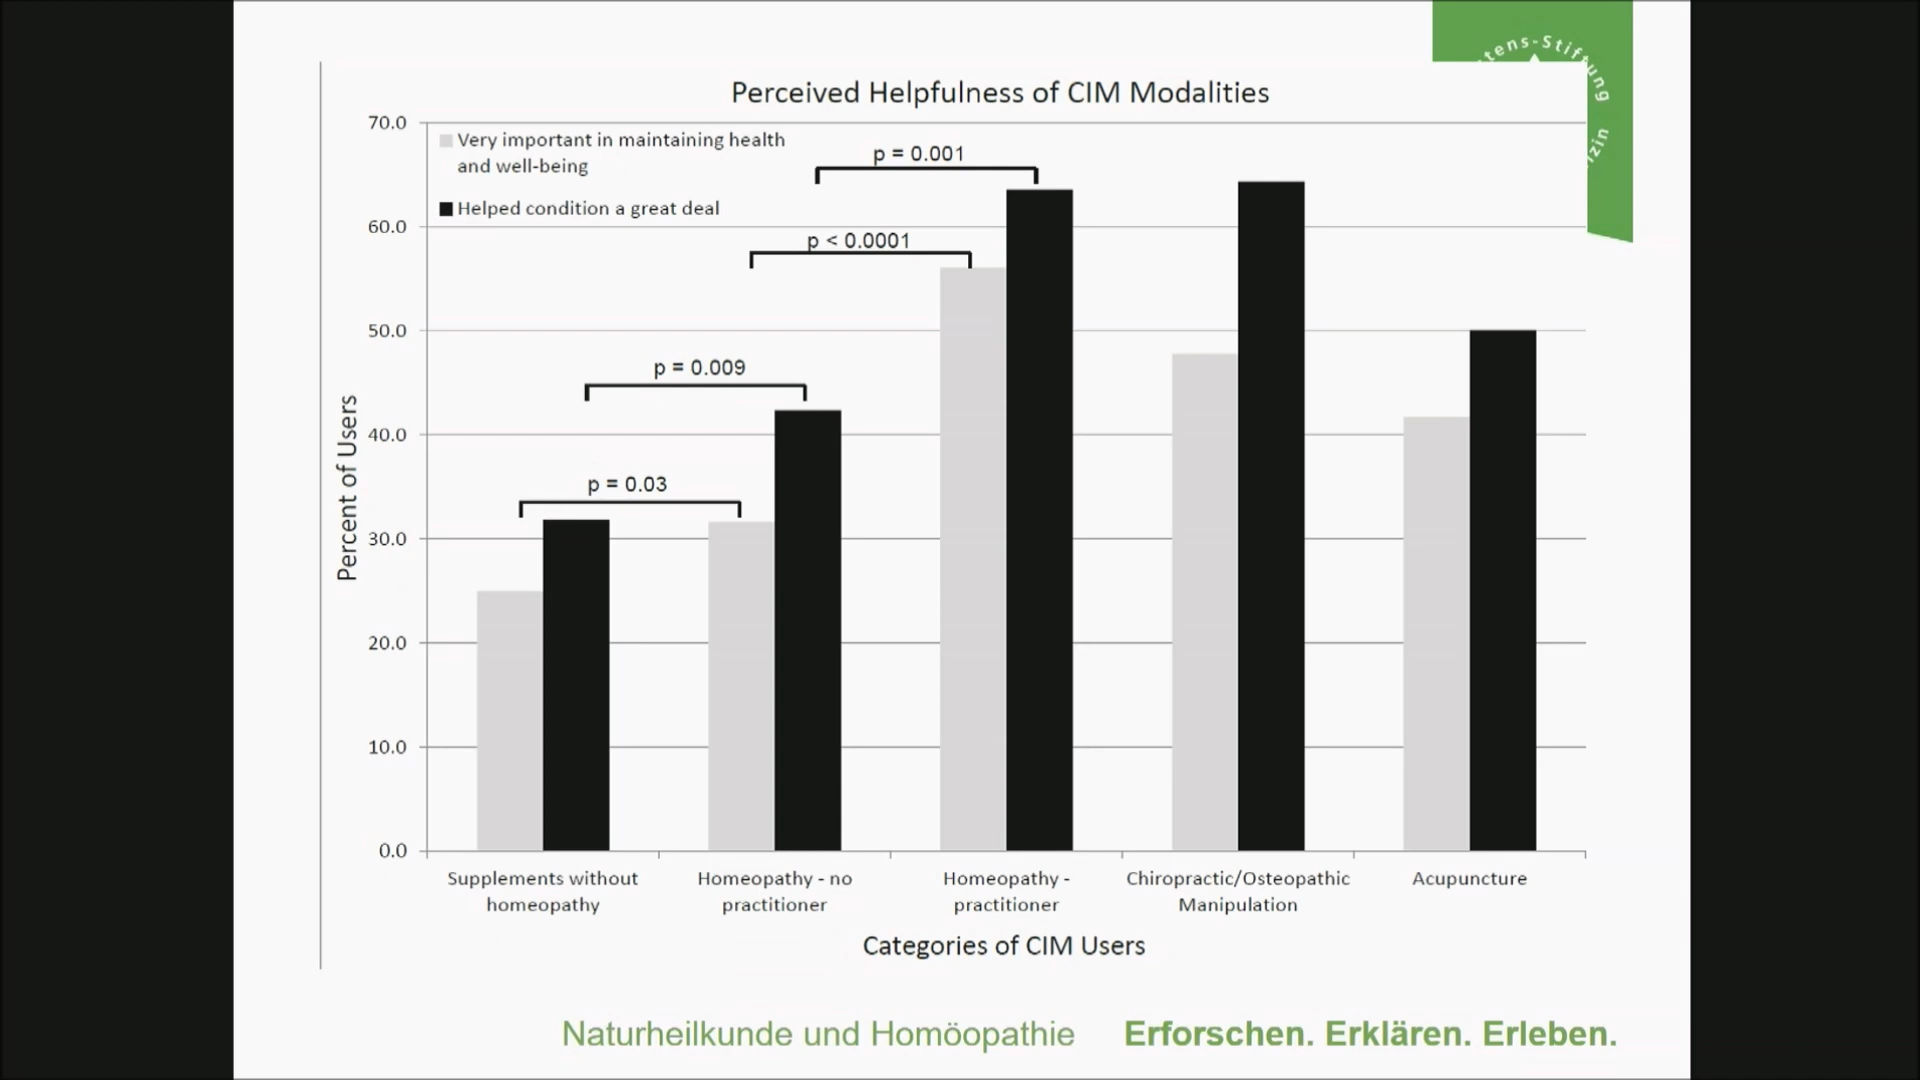 Perceived Helpfulness of CIM Modalities
Very important in maintaining health
and well-being
Helped condition a great deal
p = 0.001
p < 0.0001
p = 0.009
p = 0.03
Percent of Users
70.0
60.0
50.0
40.0
30.0
20.0
10.0
0.0
Supplements without
homeopathy
Homeopathy - no
practitioner
Homeopathy -
practitioner
Chiropractic/Osteopathic
Manipulation
Acupuncture
Categories of CIM Users
Naturheilkunde und Homöopathie Erforschen. Erklären. Erleben.